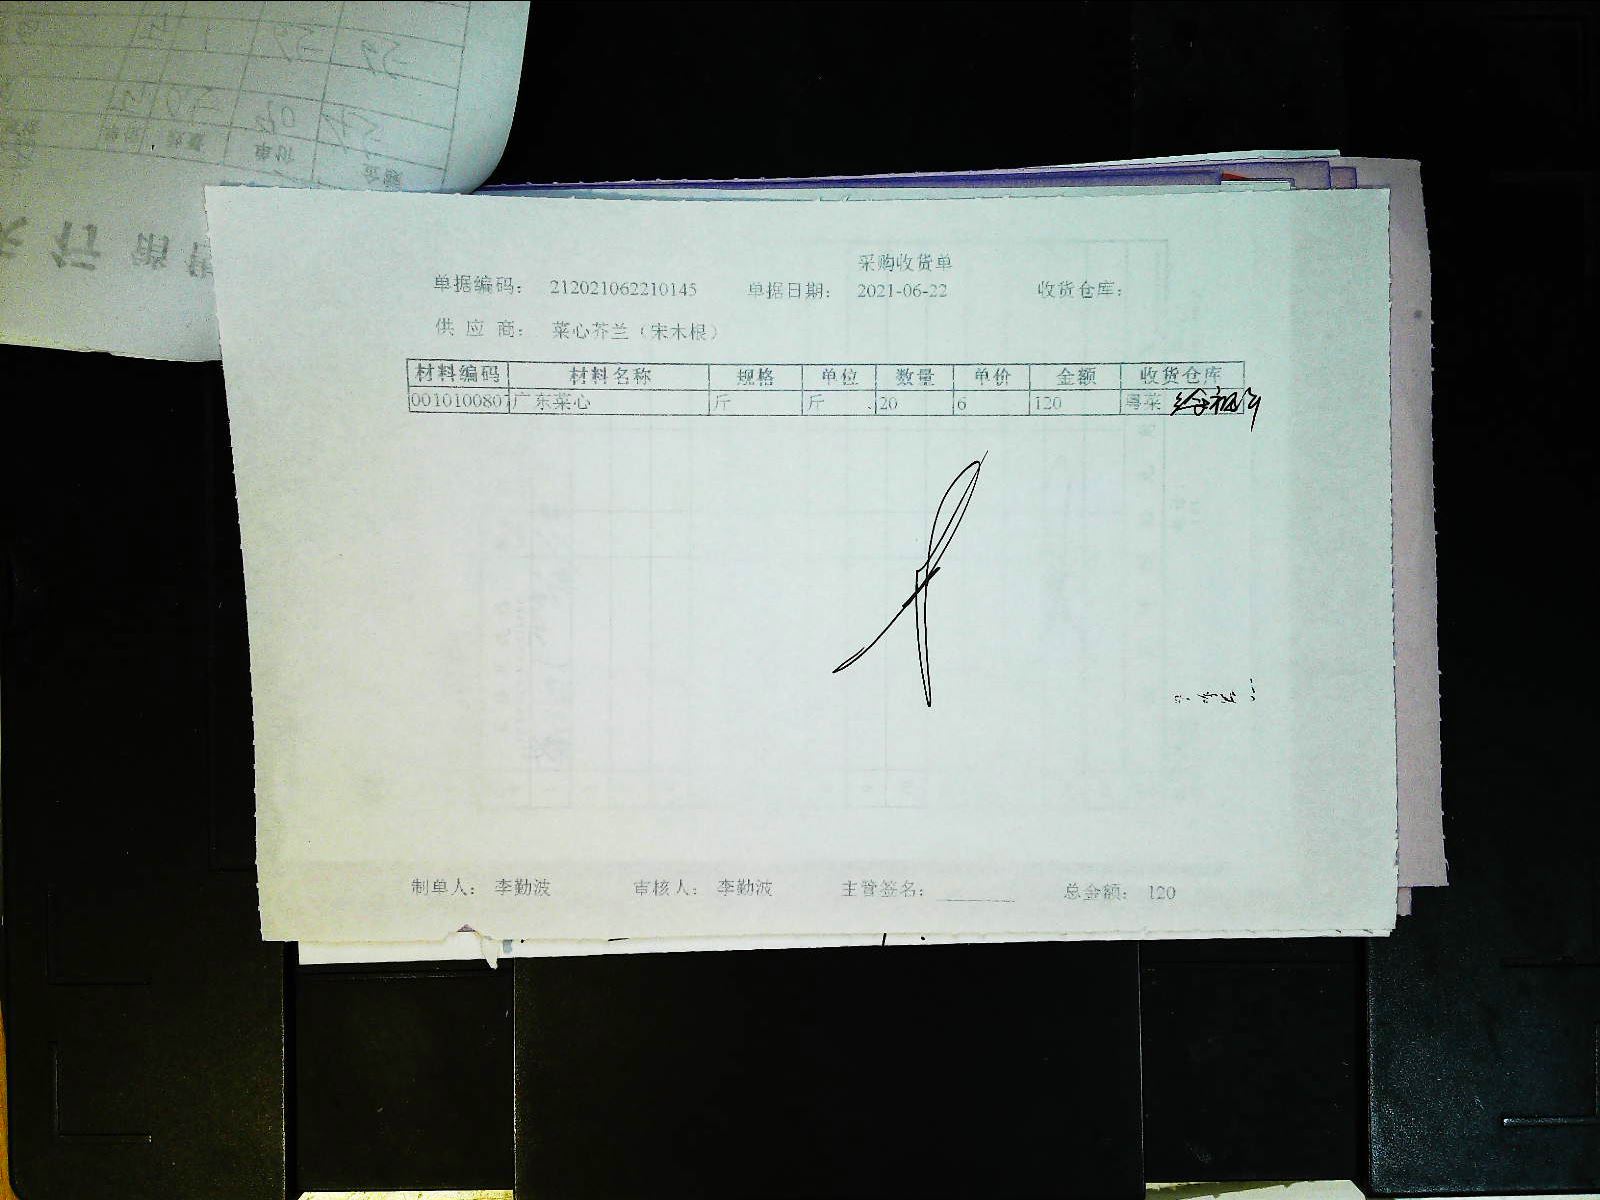 采购收货单
单据编码： 212021062210145 单据日期： 2021-06-22 收货仓库：
供 应 商： 菜心芥兰（宋木根）
材料编码 材料名称 规格 单位 数量 单价 金额 收货仓库
0010100807 广东菜心 斤 斤 20 6 120 粤菜
制单人： 李勤波 审核人： 李勤波 主管签名： 总金额： 120